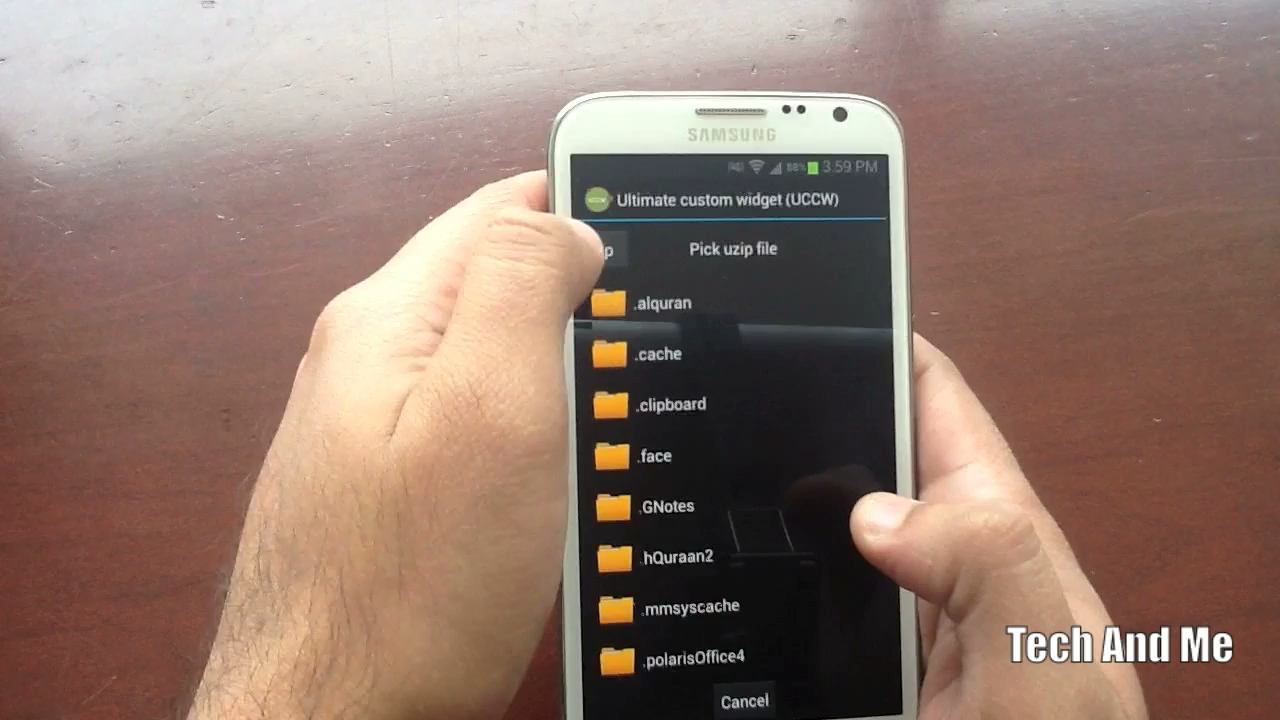 SAMSUNG
88% 3:59 PM
Ultimate custom widget (UCCW)
Pick uzip file
.alquran
.cache
.clipboard
.face
.GNotes
.hQuraan2
.mmsyscache
.polarisOffice4
Cancel
Tech And Me